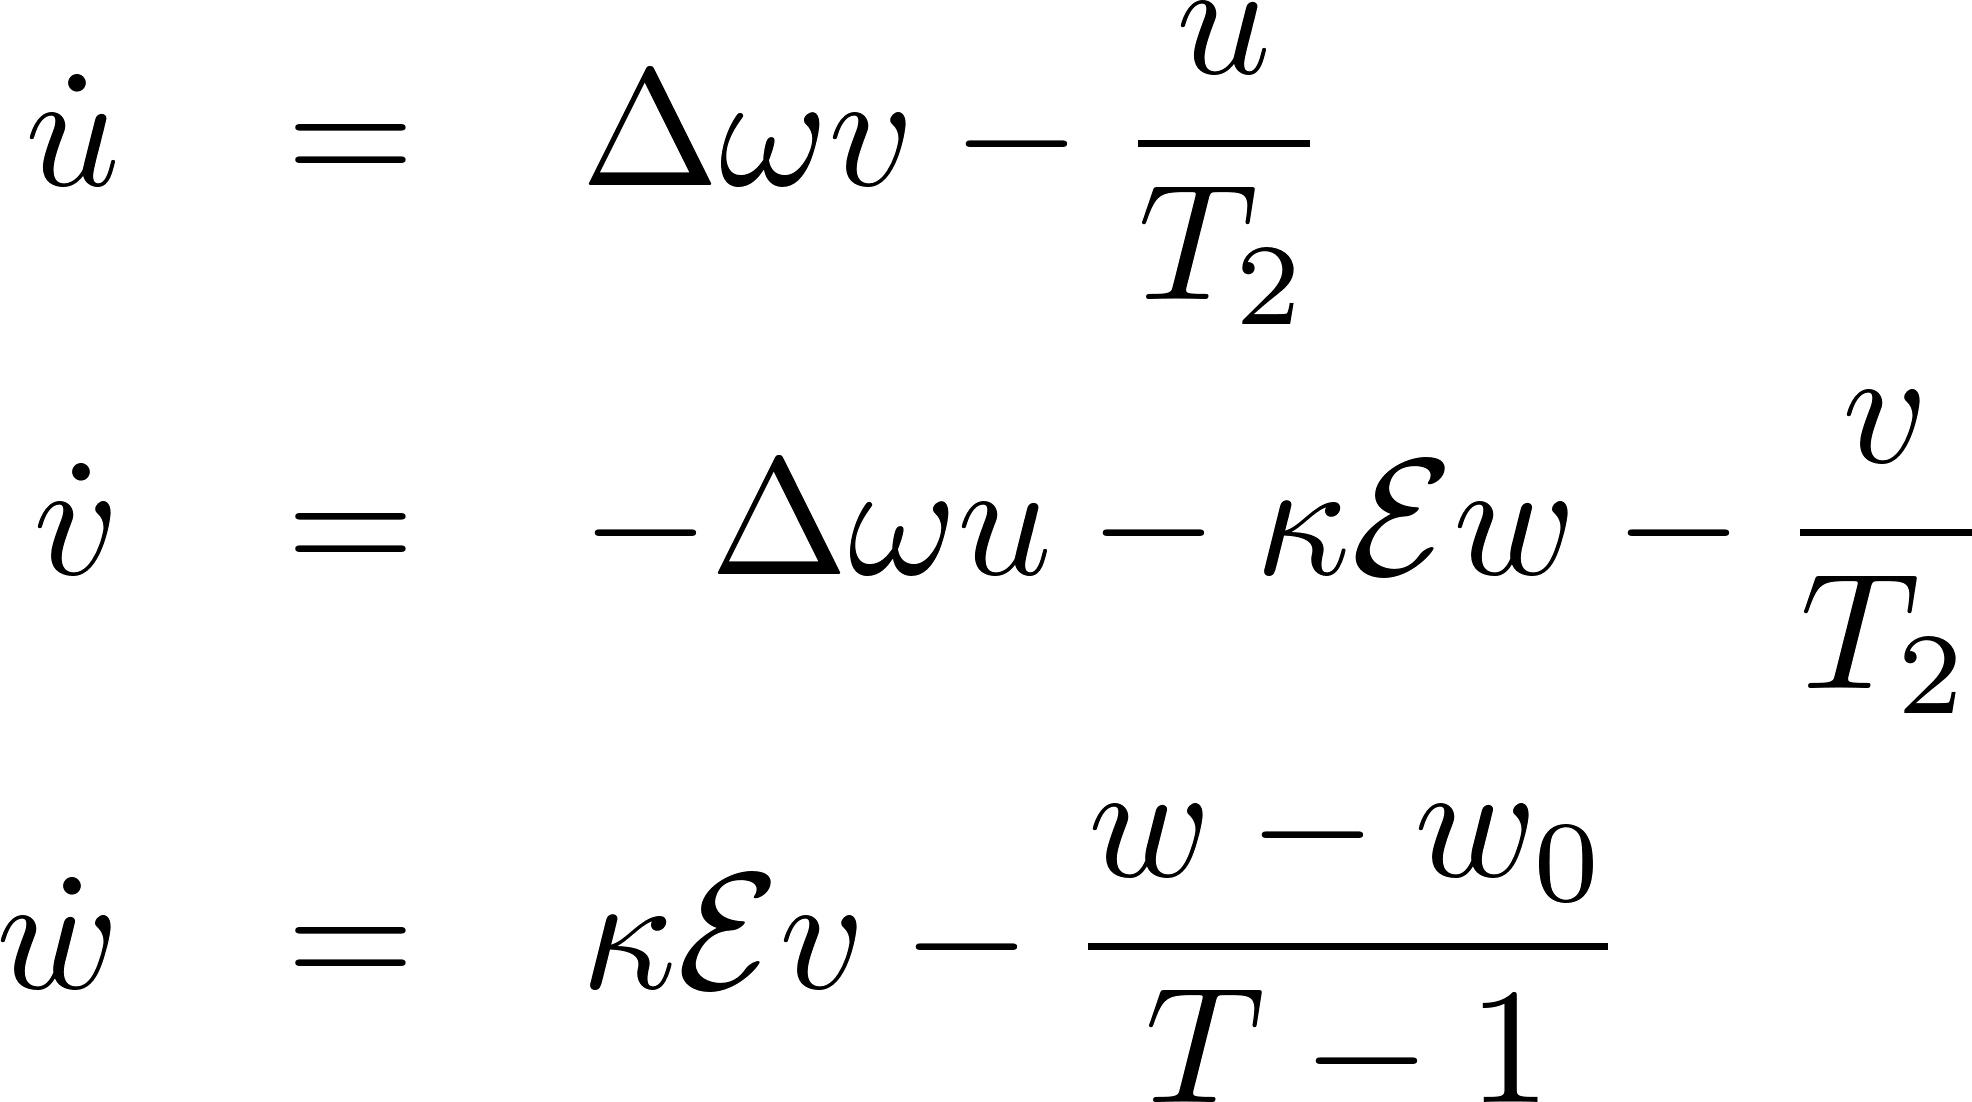 u̇ = Δωv − u/T₂
v̇ = −Δωu − κℰw − v/T₂
ẇ = κℰv − (w − w₀)/(T − 1)